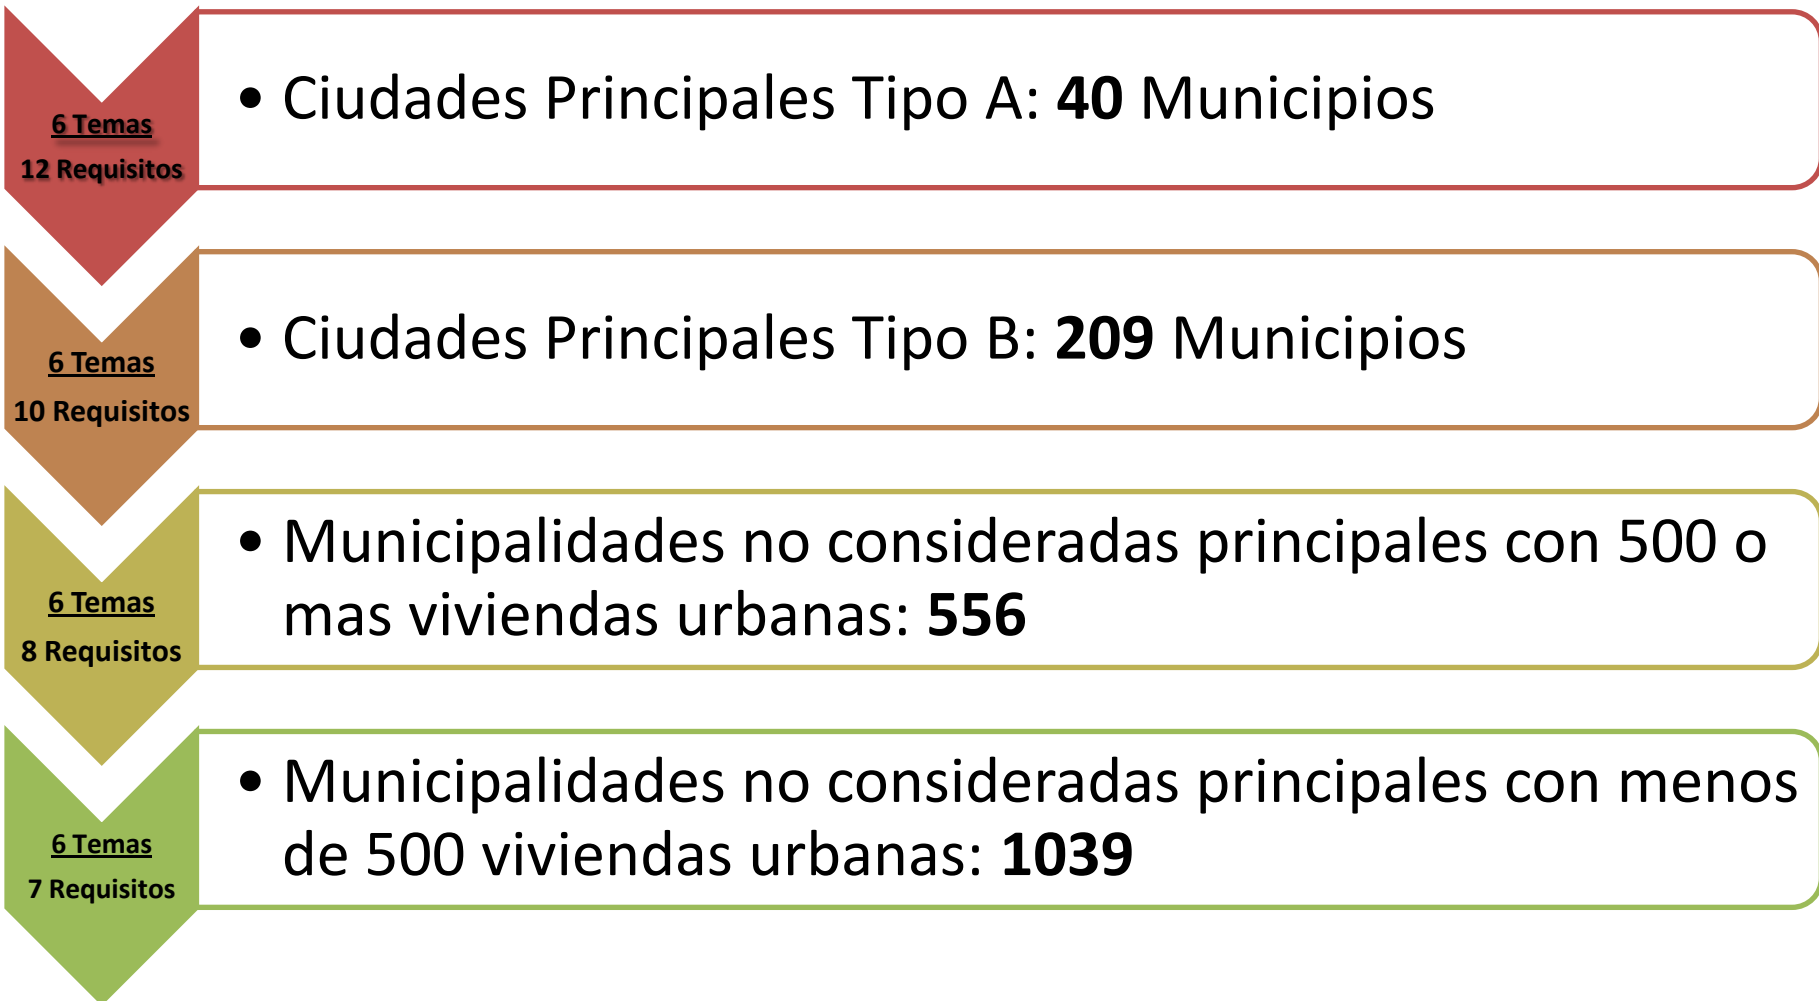 6 Temas
12 Requisitos
• Ciudades Principales Tipo A: 40 Municipios
6 Temas
10 Requisitos
• Ciudades Principales Tipo B: 209 Municipios
6 Temas
8 Requisitos
• Municipalidades no consideradas principales con 500 o
mas viviendas urbanas: 556
6 Temas
7 Requisitos
• Municipalidades no consideradas principales con menos
de 500 viviendas urbanas: 1039